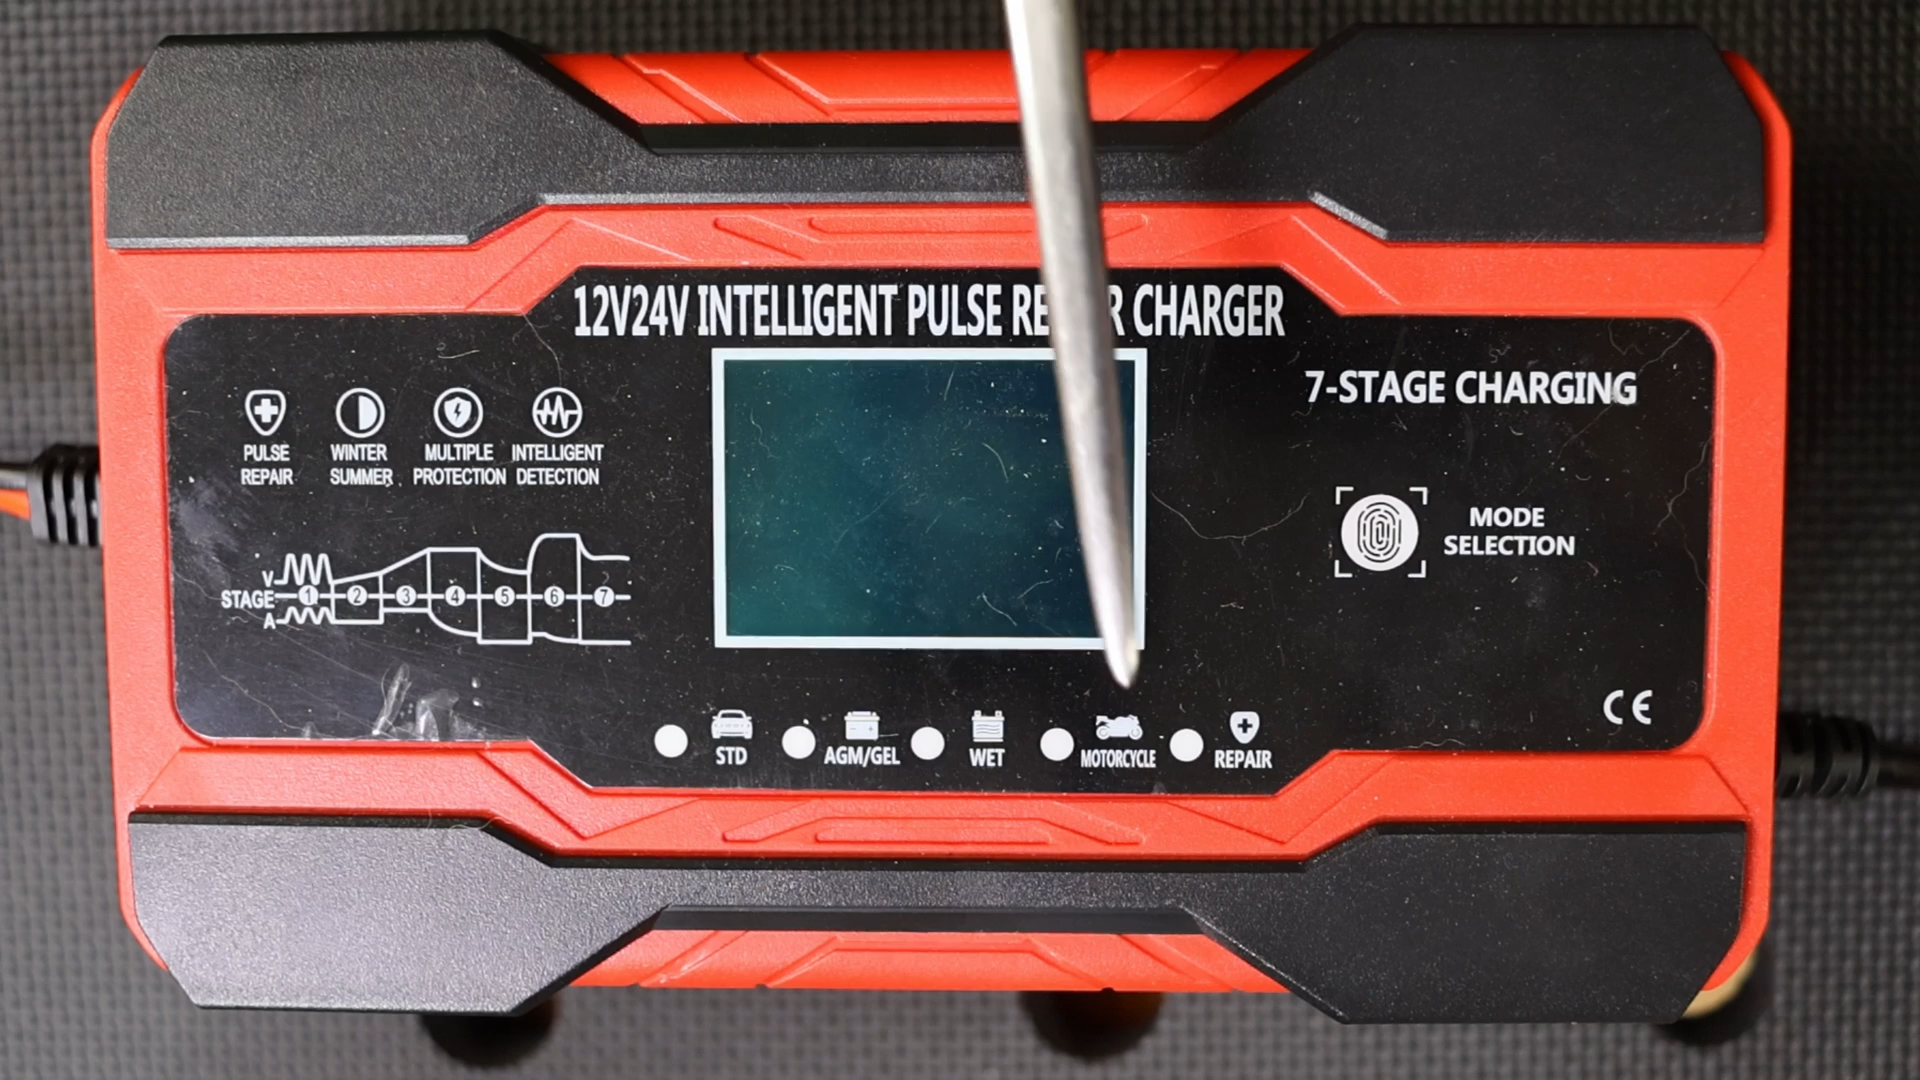 12V24V INTELLIGENT PULSE CHARGER
7-STAGE CHARGING
PULSE REPAIR
WINTER SUMMER
MULTIPLE PROTECTION
INTELLIGENT DETECTION
MODE SELECTION
V
STAGE 1 2 3 4 5 6 7
A
CE
STD
AGM/GEL
WET
MOTORCYCLE
REPAIR